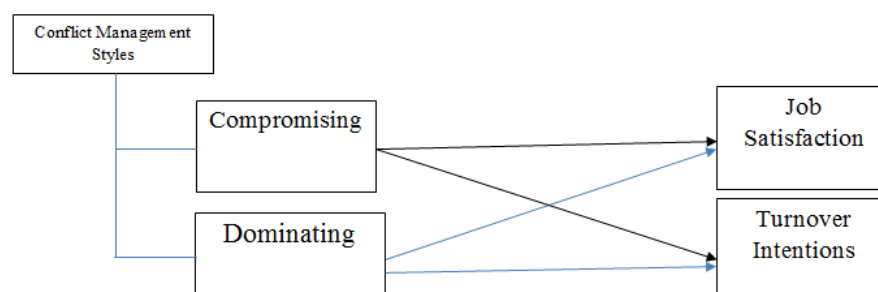 Conflict Management
Styles
Compromising
Dominating
Job
Satisfaction
Turnover
Intentions